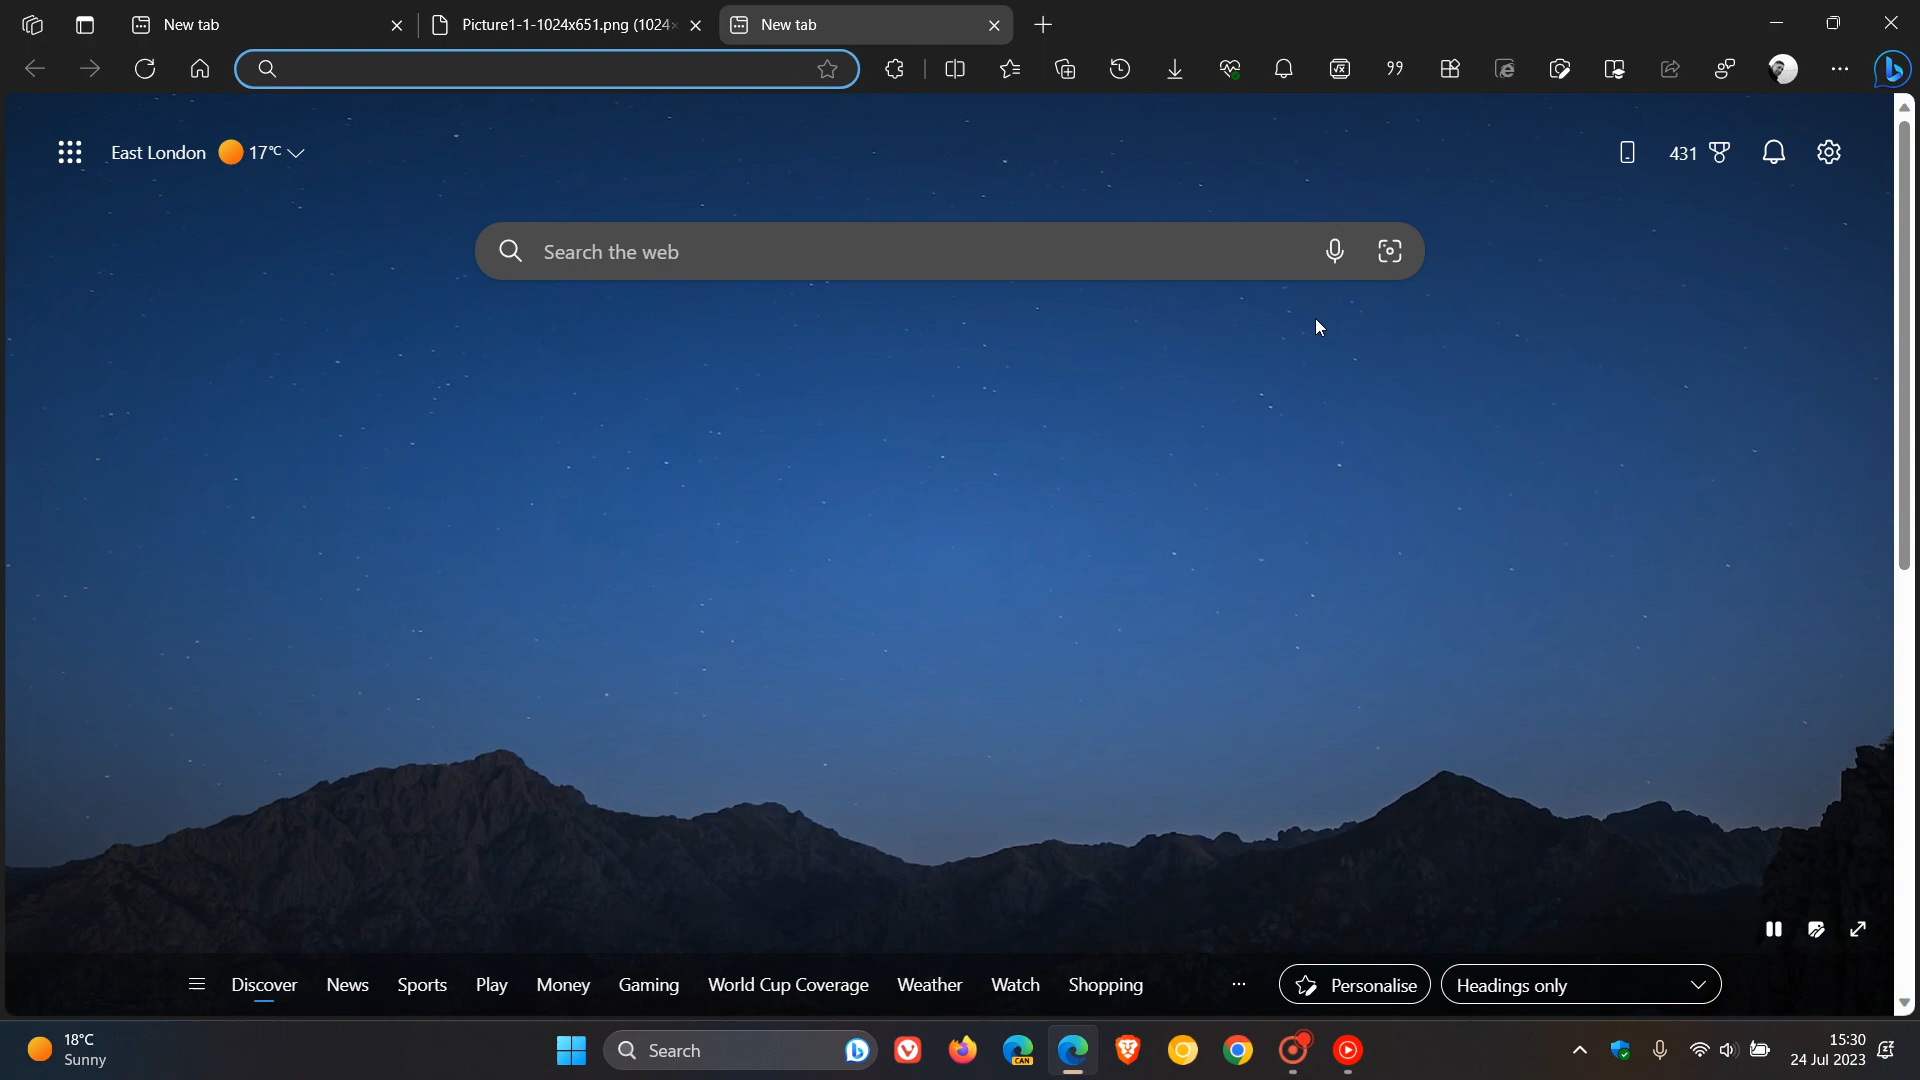 New tab
Picture1-1-1024x651.png (1024
New tab
East London 17°C
431
Search the web
Discover News Sports Play Money Gaming World Cup Coverage Weather Watch Shopping ... Personalise Headings only
18°C
Sunny
Search
CAN
15:30
24 Jul 2023